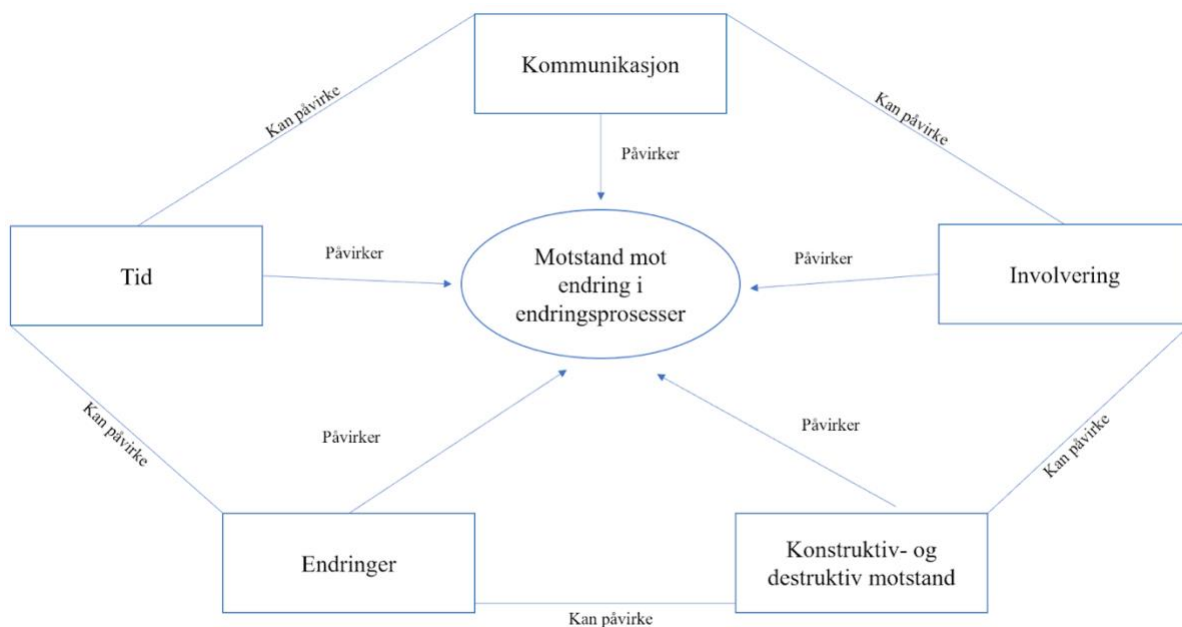 Kommunikasjon
Kan påvirke
Kan påvirke
Påvirker
Tid
Påvirker
Motstand mot
endring i
endringsprosesser
Påvirker
Involvering
Kan påvirke
Påvirker
Påvirker
Kan påvirke
Endringer
Kan påvirke
Konstruktiv- og
destruktiv motstand